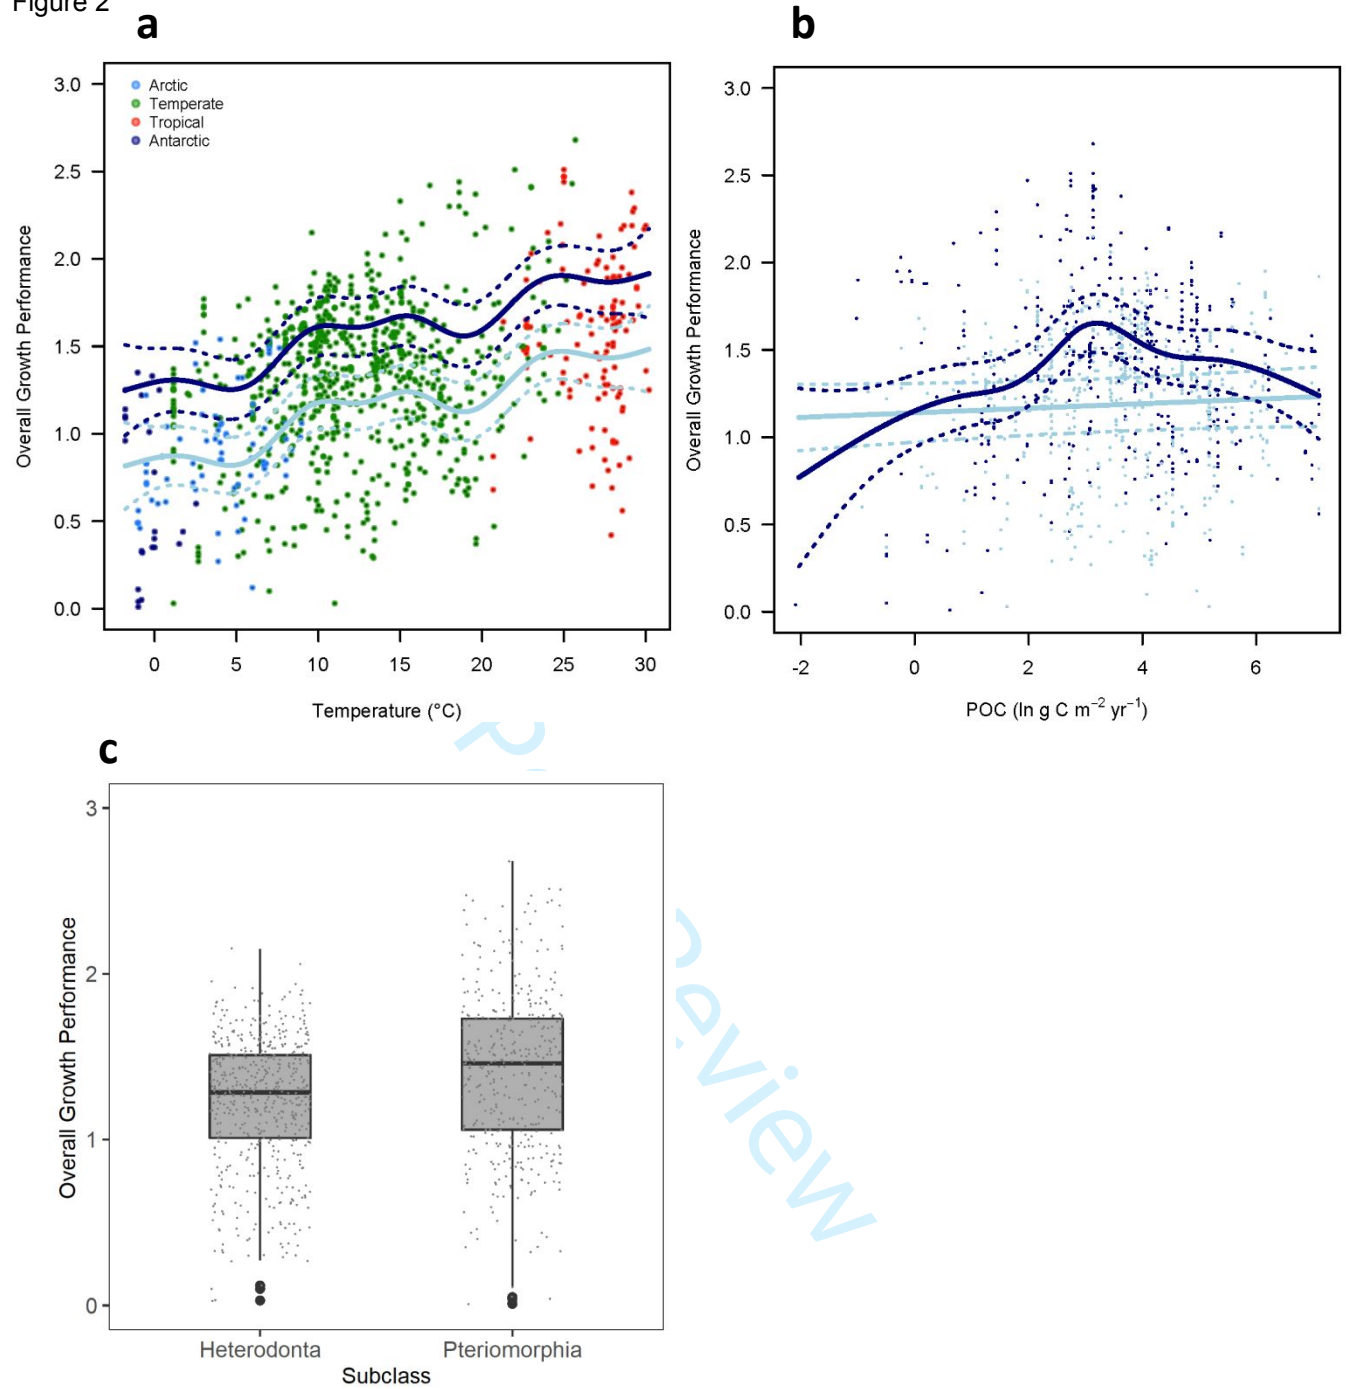 Figure 2
a
b
3.0
2.5
2.0
1.5
1.0
0.5
0.0
Overall Growth Performance
Arctic
Temperate
Tropical
Antarctic
0 5 10 15 20 25 30
Temperature (°C)
3.0
2.5
2.0
1.5
1.0
0.5
0.0
Overall Growth Performance
-2 0 2 4 6
POC (ln g C m⁻² yr⁻¹)
c
3
2
1
0
Overall Growth Performance
Heterodonta Pteriomorphia
Subclass
eview